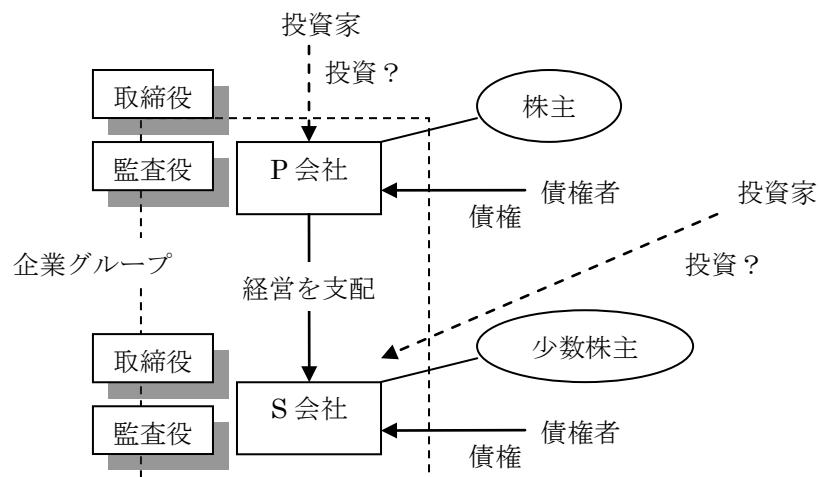 投資家
投資？
取締役
株主
監査役
P 会社
債権者
債権
投資家
企業グループ
投資？
経営を支配
取締役
少数株主
S 会社
監査役
債権者
債権